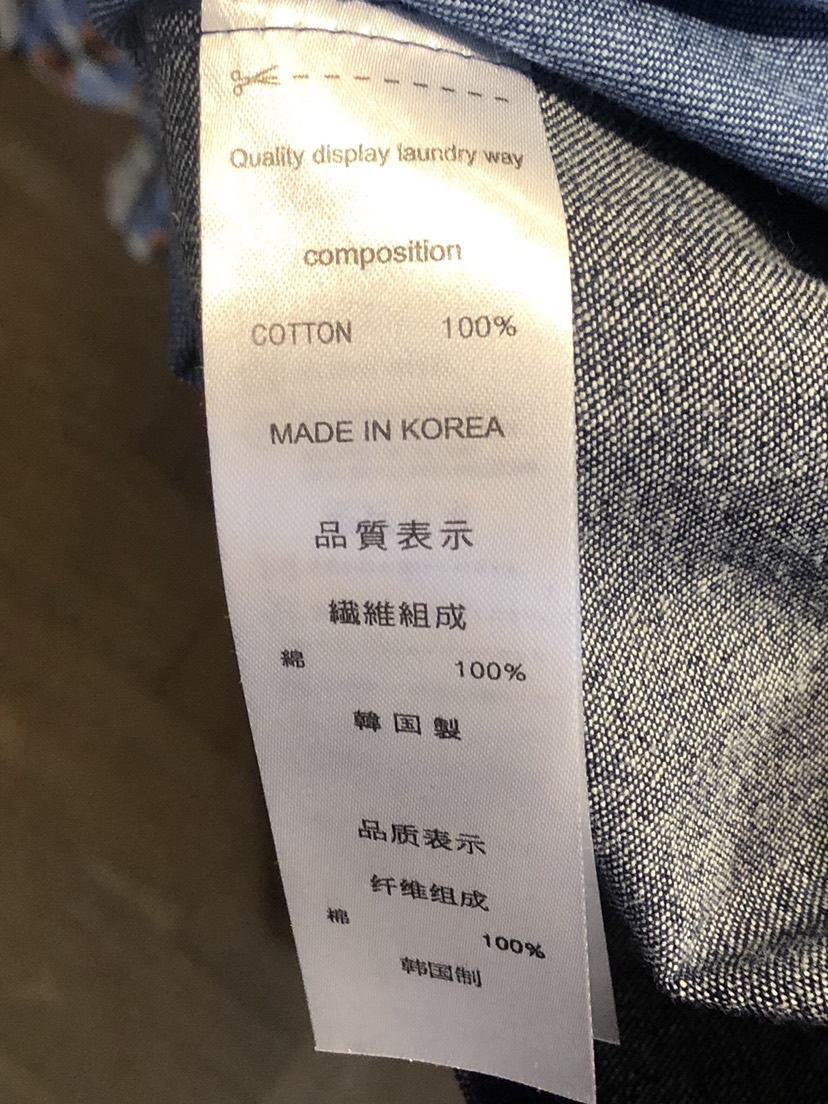 Quality display laundry way
composition
COTTON 100%
MADE IN KOREA
品質表示
繊維組成
綿 100%
韓国製
品质表示
纤维组成
棉 100%
韩国制